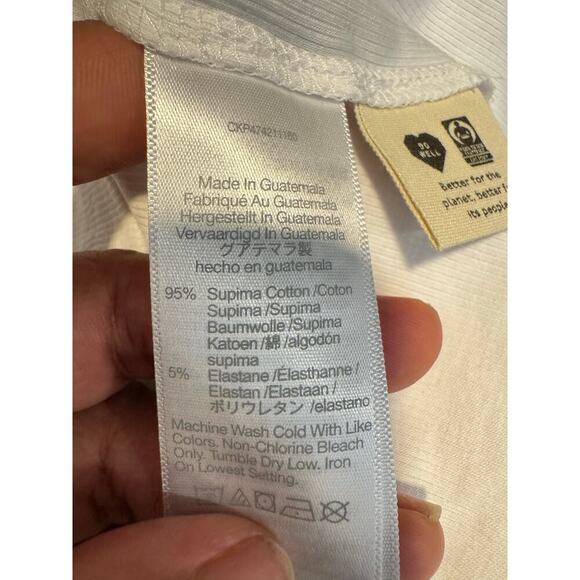 CKP474211160
Made In Guatemala
Fabriqué Au Guatemala
Hergestellt In Guatemala
Vervaardigd In Guatemala
グアテマラ製
hecho en guatemala
95% Supima Cotton /Coton
Supima /Supima
Baumwolle /Supima
Katoen /綿 /algodón
supima
5% Elastane /Élasthanne /
Elastan /Elastaan /
ポリウレタン /elastano
Machine Wash Cold With Like
Colors. Non-Chlorine Bleach
Only. Tumble Dry Low. Iron
On Lowest Setting.
DO
WELL
Better for the
planet, better f
its people